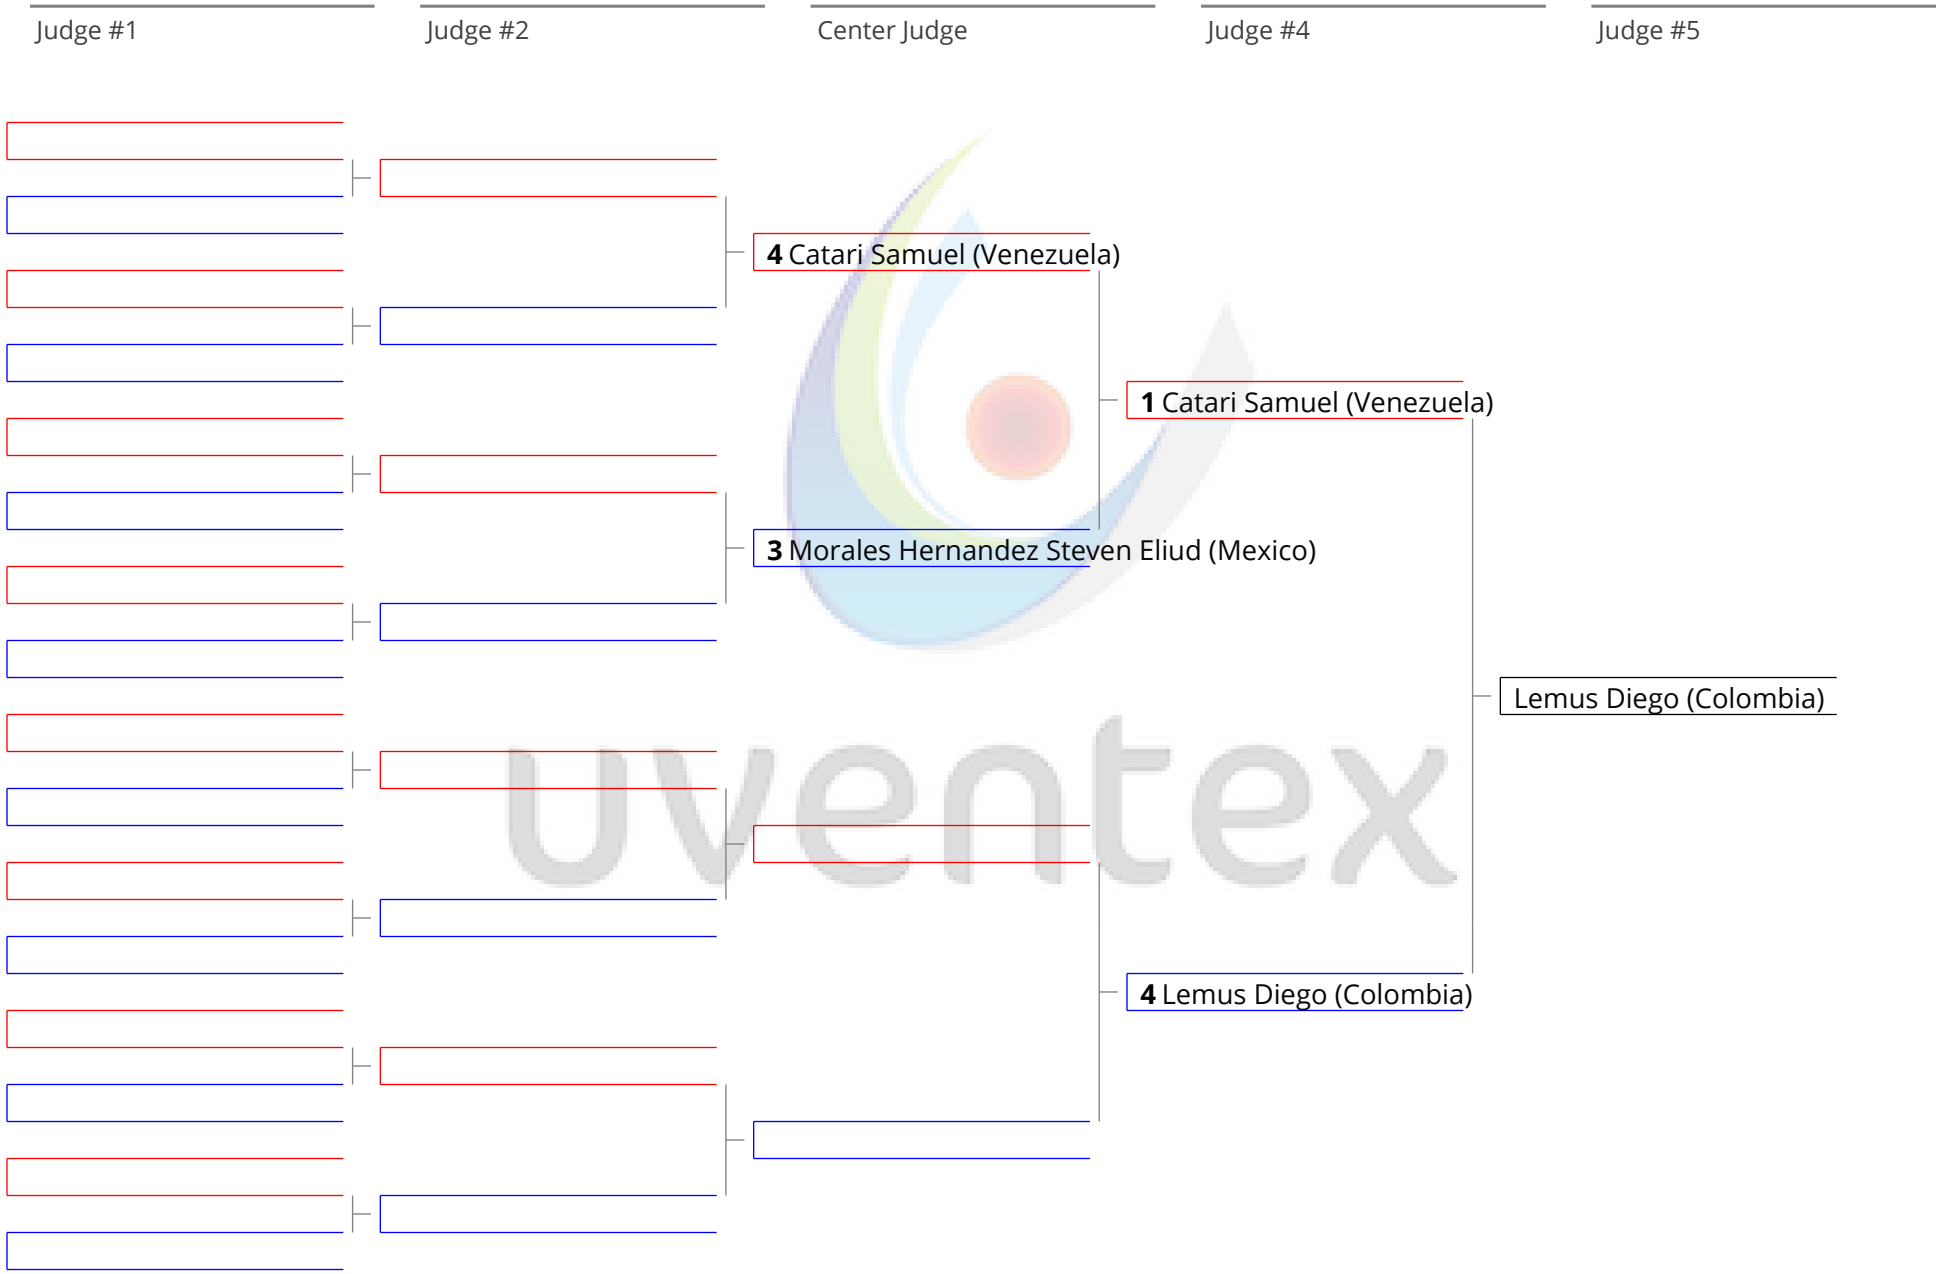 Judge #1
Judge #2
Center Judge
Judge #4
Judge #5
4 Catari Samuel (Venezuela)
1 Catari Samuel (Venezuela)
3 Morales Hernandez Steven Eliud (Mexico)
Lemus Diego (Colombia)
uventex
4 Lemus Diego (Colombia)